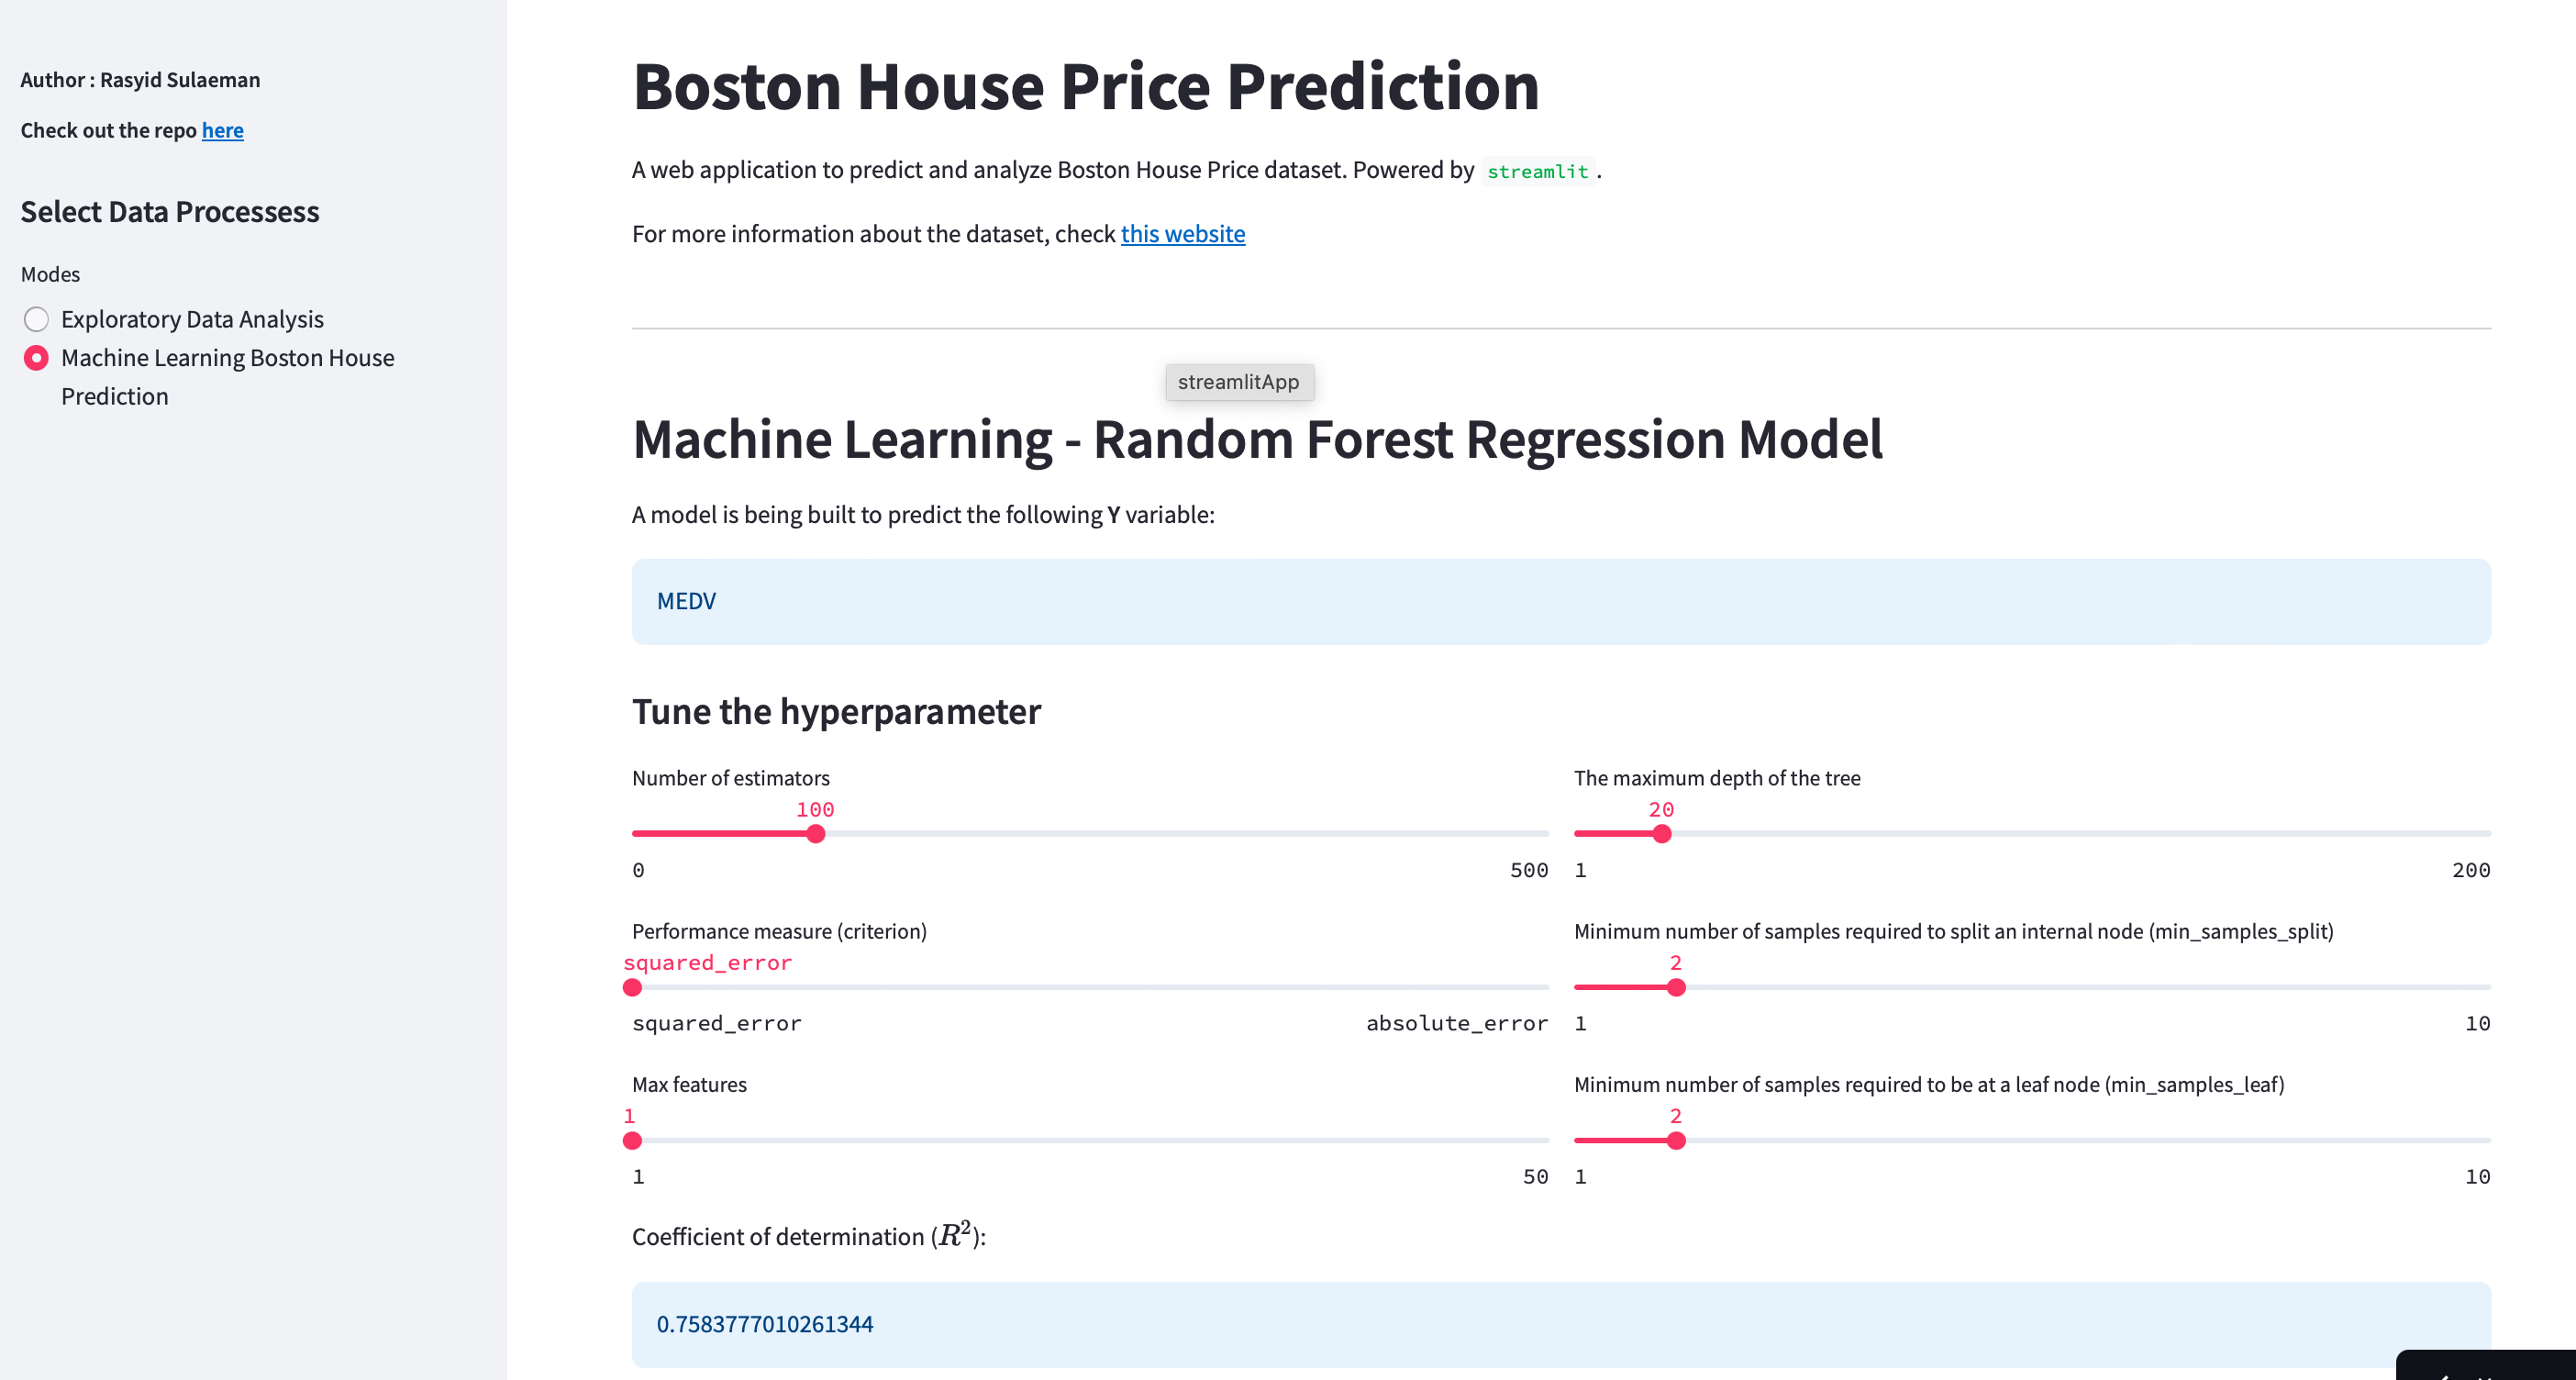 Author : Rasyid Sulaeman
Check out the repo here
Select Data Processess
Modes
Exploratory Data Analysis
Machine Learning Boston House
Prediction
Boston House Price Prediction
A web application to predict and analyze Boston House Price dataset. Powered by streamlit .
For more information about the dataset, check this website
streamlitApp
Machine Learning - Random Forest Regression Model
A model is being built to predict the following Y variable:
MEDV
Tune the hyperparameter
Number of estimators
100
0 500
The maximum depth of the tree
20
1 200
Performance measure (criterion)
squared_error
squared_error absolute_error
Minimum number of samples required to split an internal node (min_samples_split)
2
1 10
Max features
1
1 50
Minimum number of samples required to be at a leaf node (min_samples_leaf)
2
1 10
Coefficient of determination (R²):
0.7583777010261344